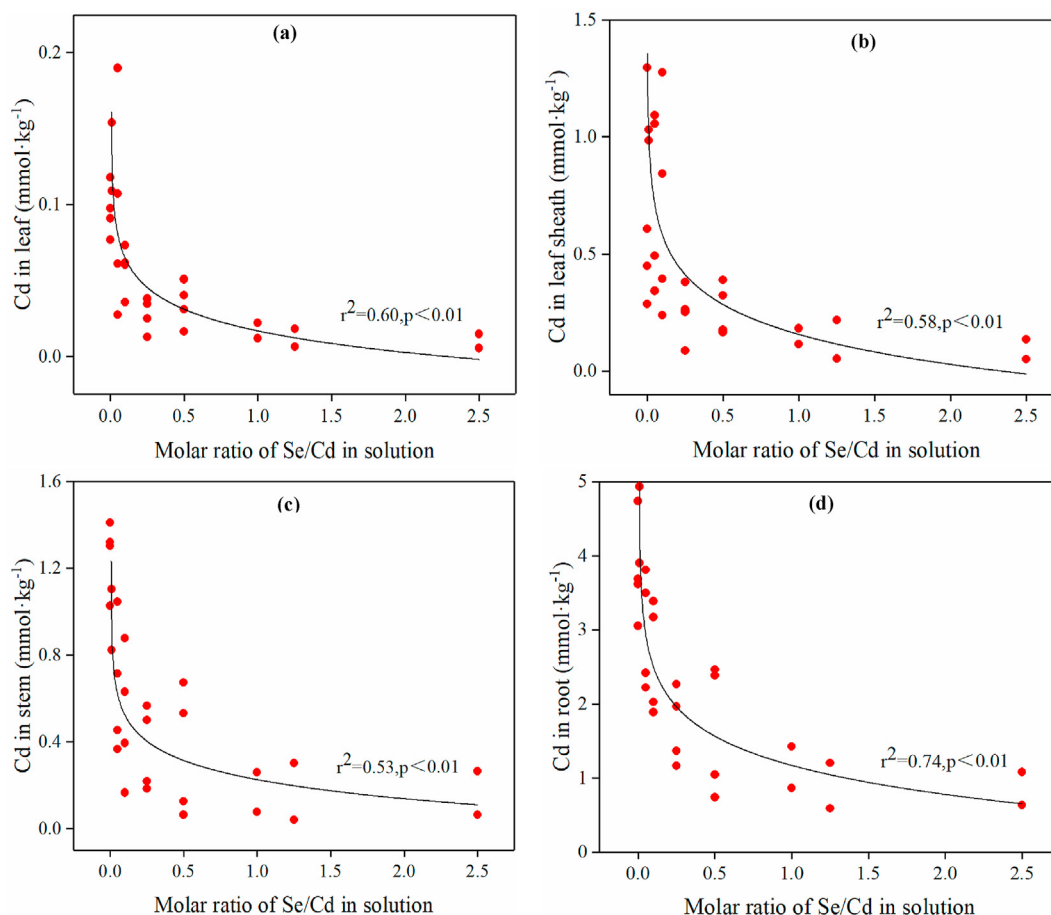 (a)
0.2
0.1
0.0
Cd in leaf (mmol·kg⁻¹)
r²=0.60,p<0.01
0.0 0.5 1.0 1.5 2.0 2.5
Molar ratio of Se/Cd in solution
(b)
1.5
1.0
0.5
0.0
Cd in leaf sheath (mmol·kg⁻¹)
r²=0.58,p<0.01
0.0 0.5 1.0 1.5 2.0 2.5
Molar ratio of Se/Cd in solution
(c)
1.6
1.2
0.8
0.4
0.0
Cd in stem (mmol·kg⁻¹)
r²=0.53,p<0.01
0.0 0.5 1.0 1.5 2.0 2.5
Molar ratio of Se/Cd in solution
(d)
5
4
3
2
1
0
Cd in root (mmol·kg⁻¹)
r²=0.74,p<0.01
0.0 0.5 1.0 1.5 2.0 2.5
Molar ratio of Se/Cd in solution